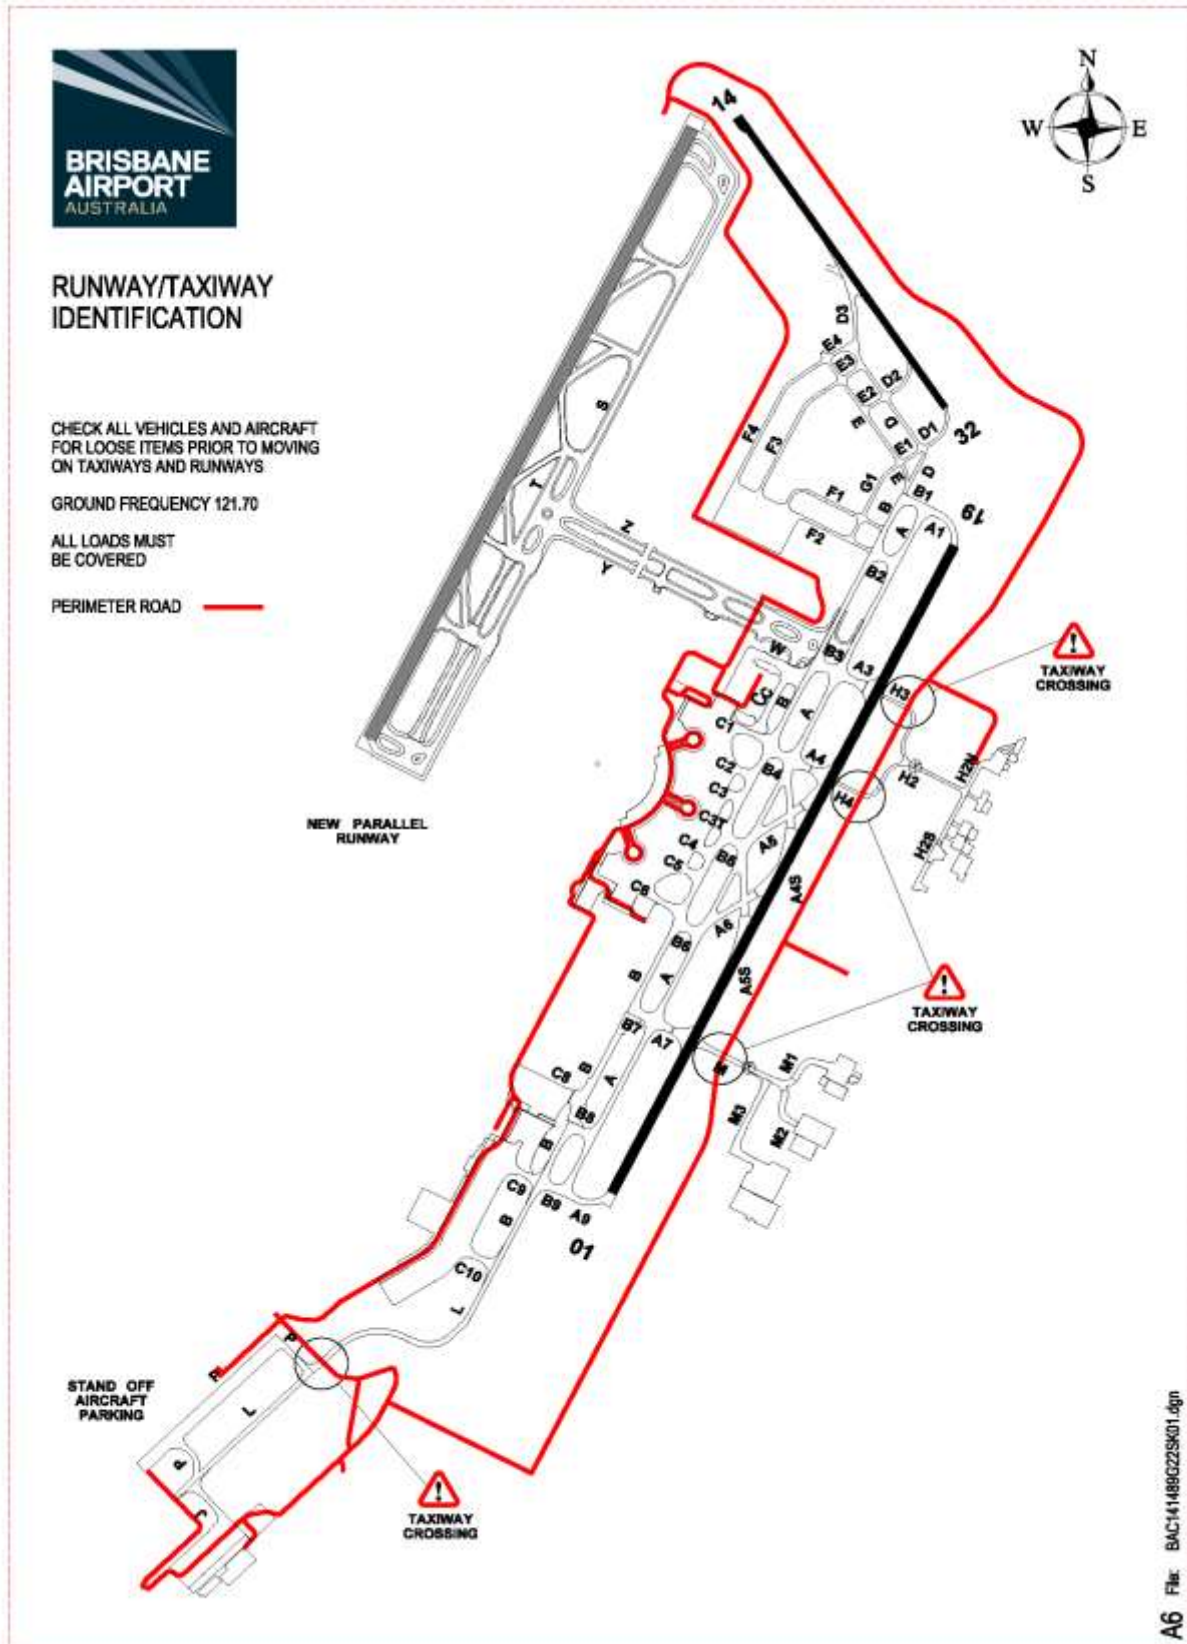 BRISBANE
AIRPORT
AUSTRALIA
RUNWAY/TAXIWAY
IDENTIFICATION
CHECK ALL VEHICLES AND AIRCRAFT
FOR LOOSE ITEMS PRIOR TO MOVING
ON TAXIWAYS AND RUNWAYS
GROUND FREQUENCY 121.70
ALL LOADS MUST
BE COVERED
PERIMETER ROAD
N
W
E
S
14
D3
E4
E3
E2
D2
E
D
D1
32
E1
F4
F3
G1
E
D
B1
F1
B
A
A1
19
F2
B2
S
T
Z
Y
W
B3
A3
H3
TAXIWAY
CROSSING
CC
B
A
C1
A4
C2
B4
H4
H2
H2N
C3
C3T
A5
H2S
C4
B5
C5
A4S
C6
A6
B6
NEW PARALLEL
RUNWAY
B
A
A5S
TAXIWAY
CROSSING
B7
A7
B
C8
A
M
M1
B8
M3
M2
B
C9
B9
A9
B
01
C10
L
P
P
STAND OFF
AIRCRAFT
PARKING
L
P
J
TAXIWAY
CROSSING
A6 File: BAC141489G22SK01.dgn